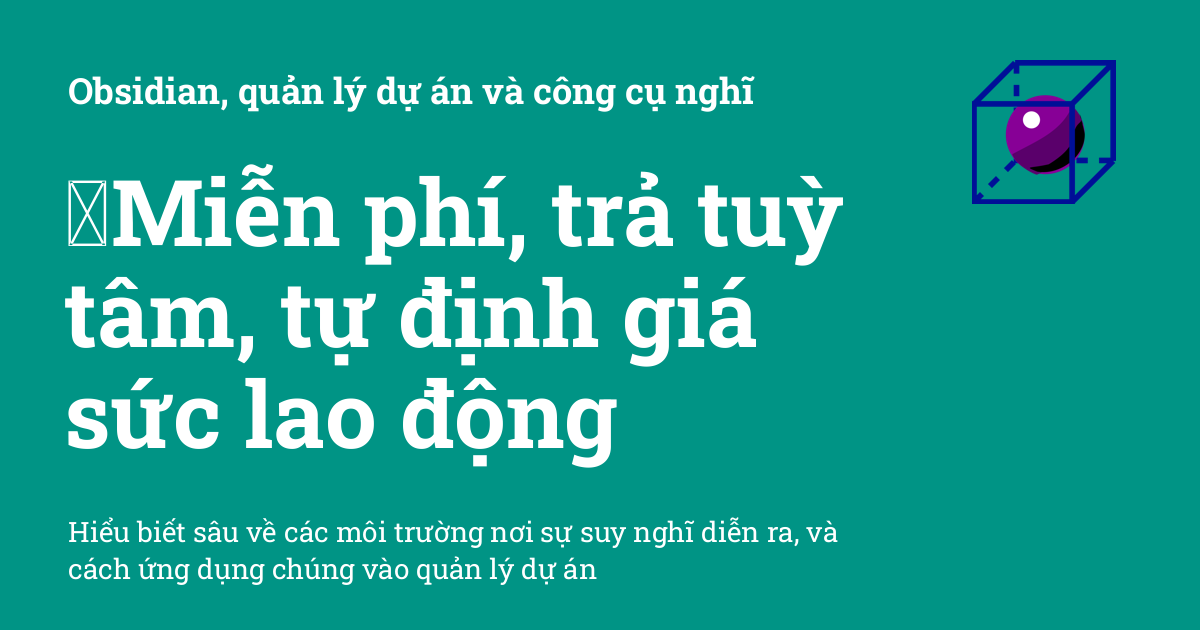 Obsidian, quản lý dự án và công cụ nghĩ
Miễn phí, trả tuỳ
tâm, tự định giá
sức lao động
Hiểu biết sâu về các môi trường nơi sự suy nghĩ diễn ra, và
cách ứng dụng chúng vào quản lý dự án